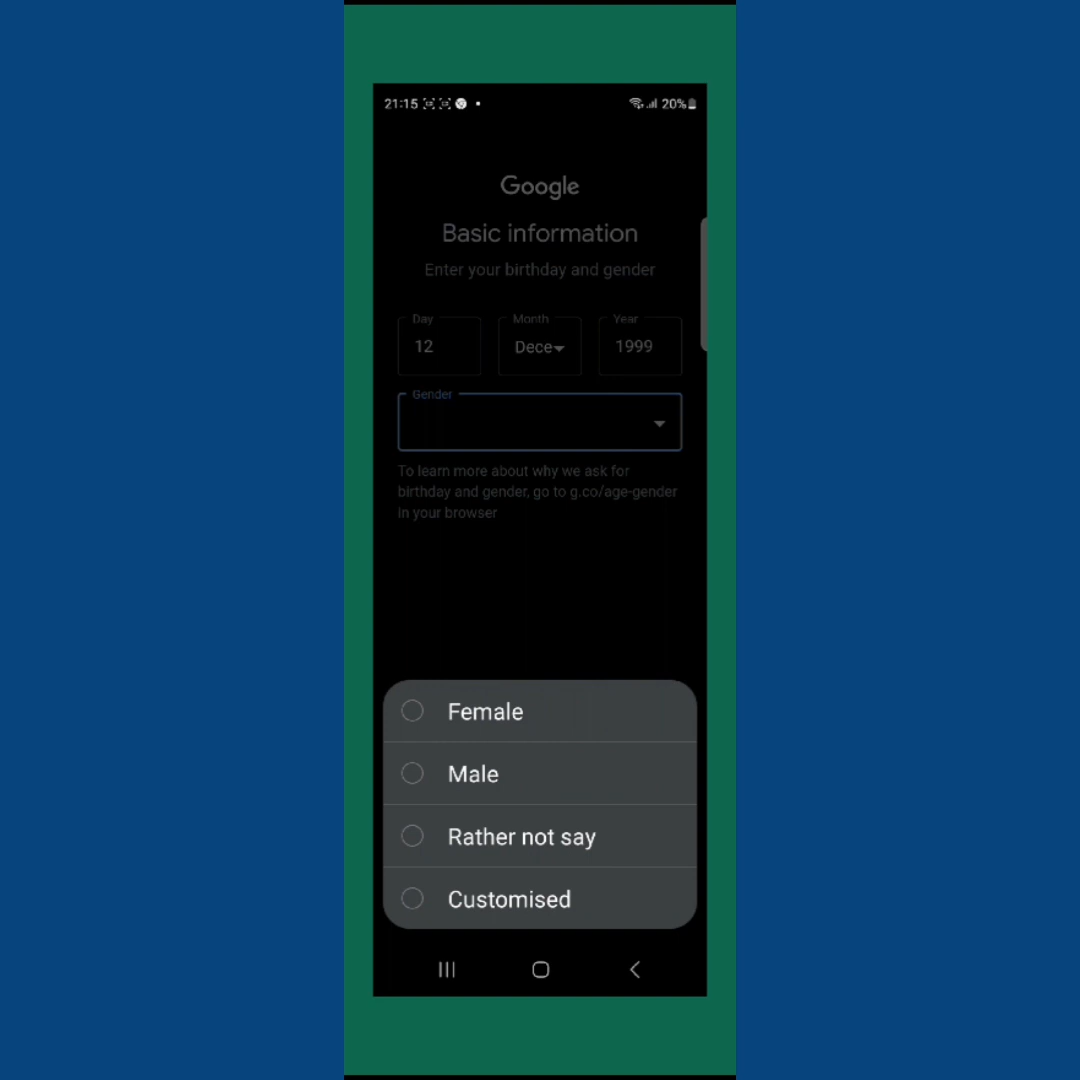 21:15 20%
Google
Basic information
Enter your birthday and gender
Day Month Year
12 Dece 1999
Gender
To learn more about why we ask for
birthday and gender, go to g.co/age-gender
in your browser
Female
Male
Rather not say
Customised